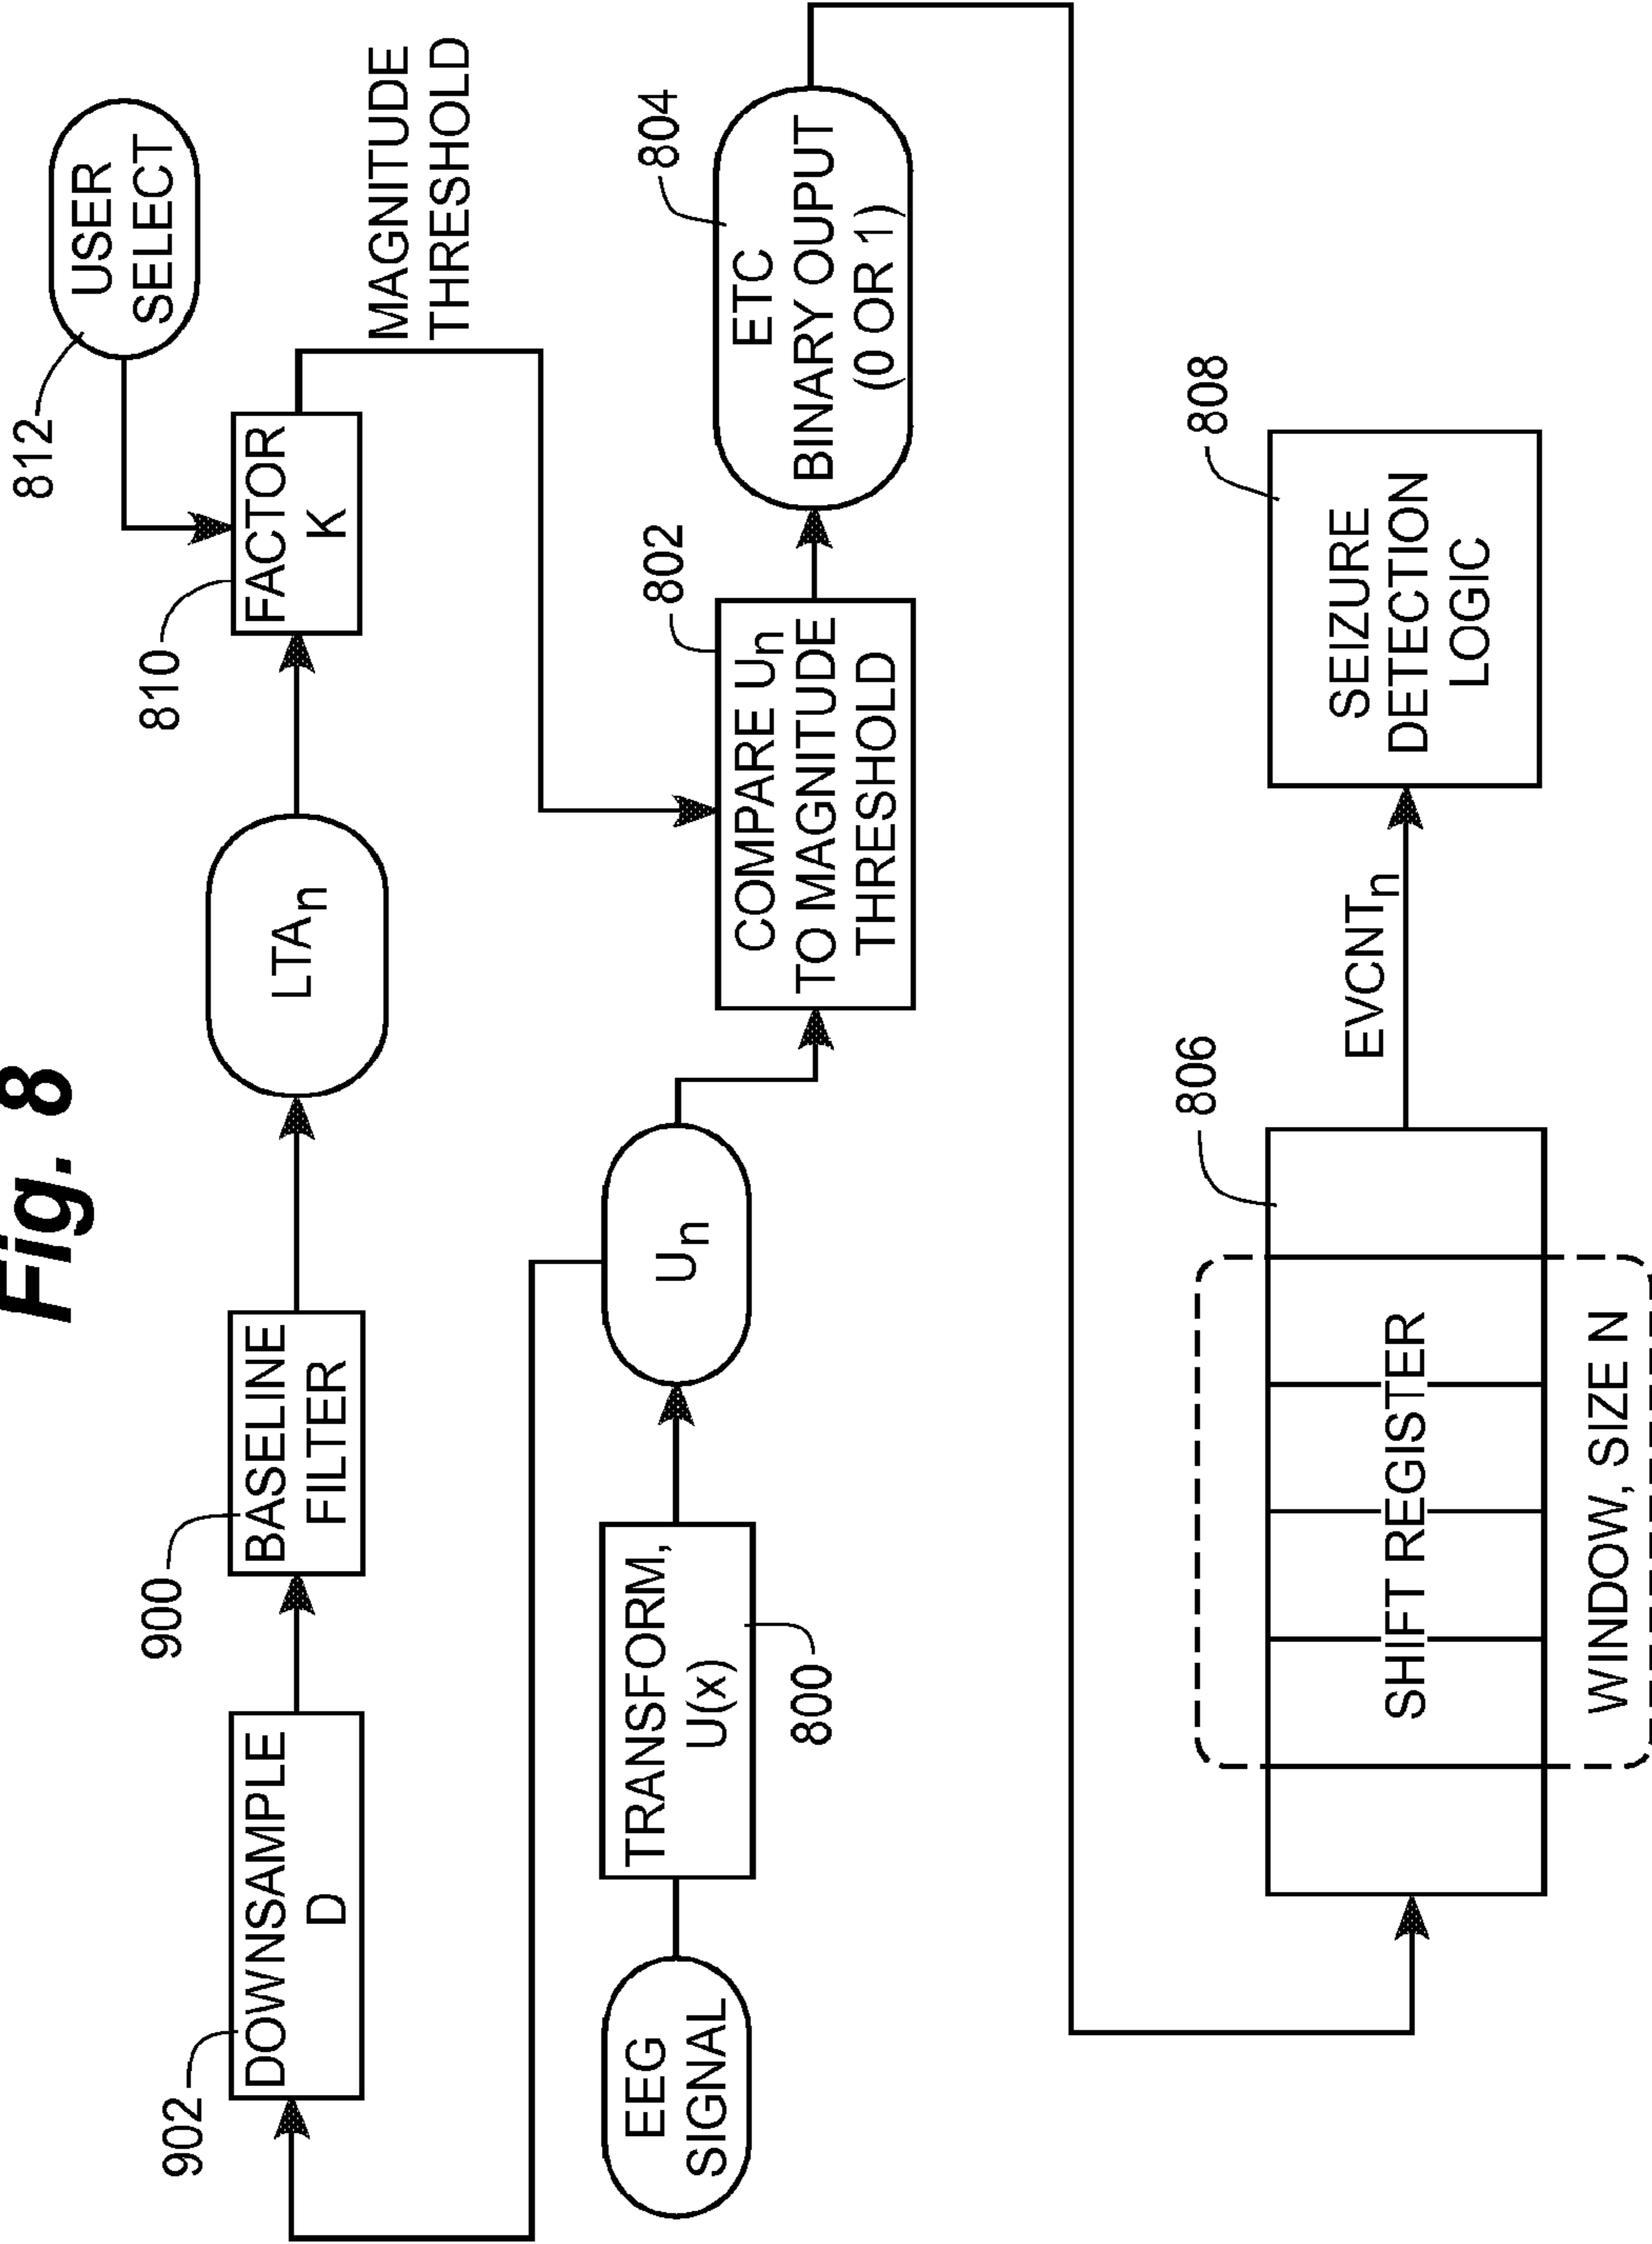 Fig. 8
812
USER
SELECT
902
DOWNSAMPLE
D
900
BASELINE
FILTER
LTAn
810
FACTOR
K
MAGNITUDE
THRESHOLD
EEG
SIGNAL
TRANSFORM,
U(x)
800
Un
802
COMPARE Un
TO MAGNITUDE
THRESHOLD
804
ETC
BINARY OUPUT
(0 OR 1)
806
SHIFT REGISTER
WINDOW, SIZE N
EVCNTn
808
SEIZURE
DETECTION
LOGIC